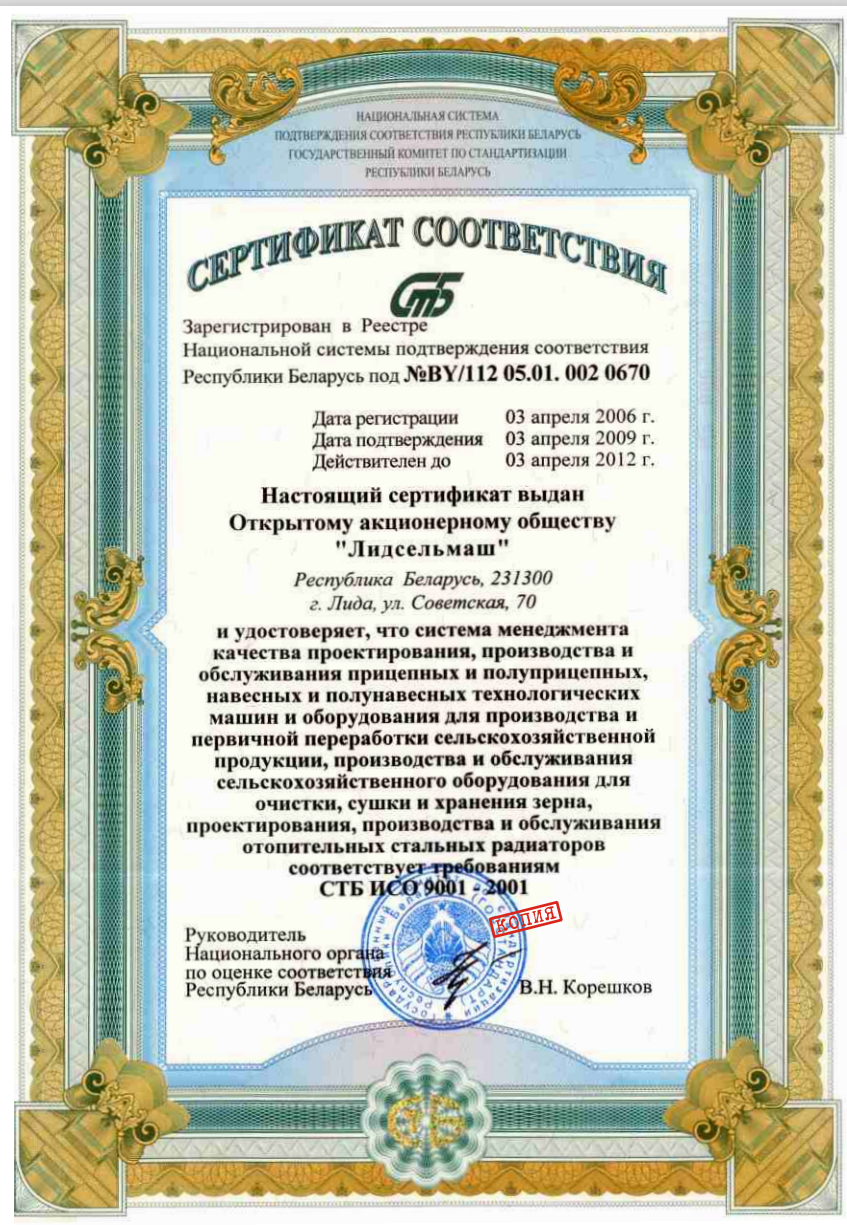 НАЦИОНАЛЬНАЯ СИСТЕМА
ПОДТВЕРЖДЕНИЯ СООТВЕТСТВИЯ РЕСПУБЛИКИ БЕЛАРУСЬ
ГОСУДАРСТВЕННЫЙ КОМИТЕТ ПО СТАНДАРТИЗАЦИИ
РЕСПУБЛИКИ БЕЛАРУСЬ
СЕРТИФИКАТ СООТВЕТСТВИЯ
СТБ
Зарегистрирован в Реестре
Национальной системы подтверждения соответствия
Республики Беларусь под №BY/112 05.01. 002 0670
Дата регистрации 03 апреля 2006 г.
Дата подтверждения 03 апреля 2009 г.
Действителен до 03 апреля 2012 г.
Настоящий сертификат выдан
Открытому акционерному обществу
"Лидсельмаш"
Республика Беларусь, 231300
г. Лида, ул. Советская, 70
и удостоверяет, что система менеджмента
качества проектирования, производства и
обслуживания прицепных и полуприцепных,
навесных и полунавесных технологических
машин и оборудования для производства и
первичной переработки сельскохозяйственной
продукции, производства и обслуживания
сельскохозяйственного оборудования для
очистки, сушки и хранения зерна,
проектирования, производства и обслуживания
отопительных стальных радиаторов
соответствует требованиям
СТБ ИСО 9001 - 2001
КОПИЯ
Руководитель
Национального органа
по оценке соответствия
Республики Беларусь
В.Н. Корешков